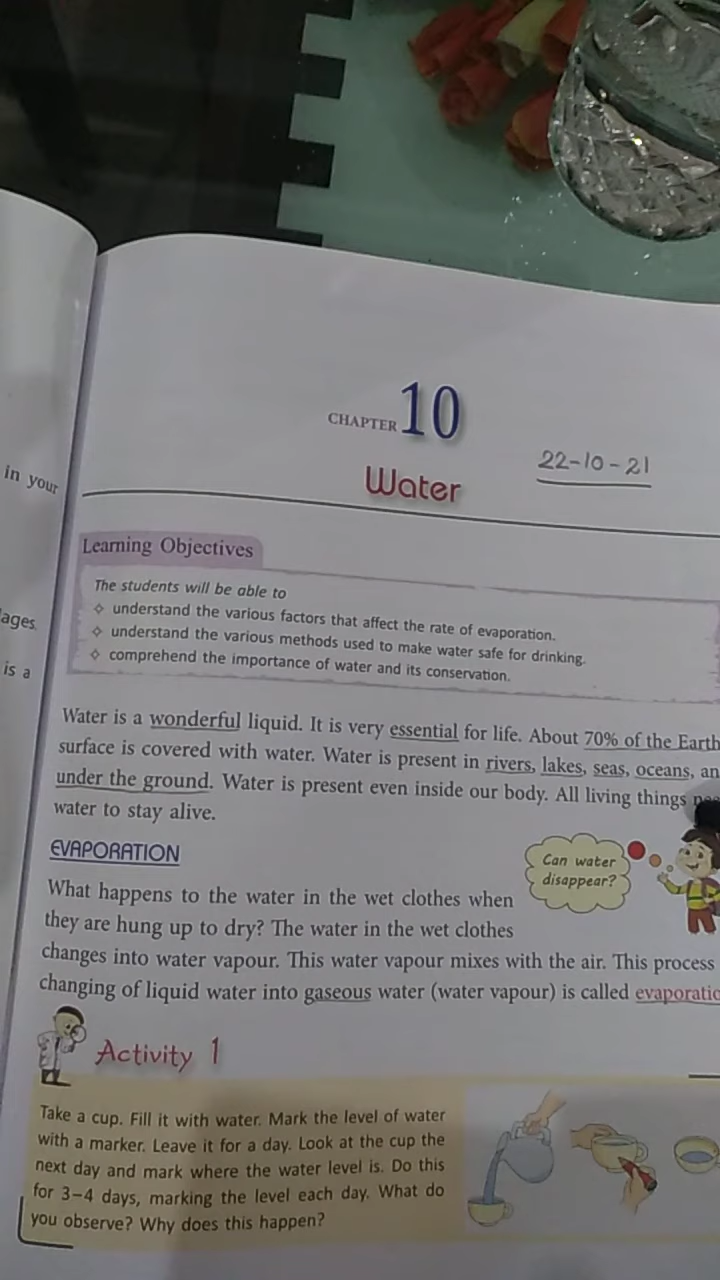 in your
ages
is a
CHAPTER 10
22-10-21
Water
Learning Objectives
The students will be able to
❖ understand the various factors that affect the rate of evaporation.
❖ understand the various methods used to make water safe for drinking.
❖ comprehend the importance of water and its conservation.
Water is a wonderful liquid. It is very essential for life. About 70% of the Earth
surface is covered with water. Water is present in rivers, lakes, seas, oceans, an
under the ground. Water is present even inside our body. All living things
water to stay alive.
EVAPORATION
Can water
disappear?
What happens to the water in the wet clothes when
they are hung up to dry? The water in the wet clothes
changes into water vapour. This water vapour mixes with the air. This process
changing of liquid water into gaseous water (water vapour) is called evaporatio
Activity 1
Take a cup. Fill it with water. Mark the level of water
with a marker. Leave it for a day. Look at the cup the
next day and mark where the water level is. Do this
for 3–4 days, marking the level each day. What do
you observe? Why does this happen?